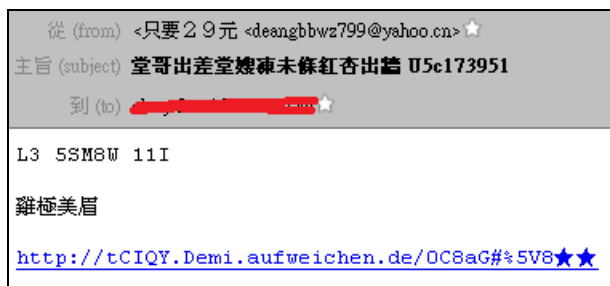 從 (from) <只要２９元 <deangbbwz799@yahoo.cn>☆
主旨 (subject) 堂哥出差堂嫂凍未條紅杏出牆 U5c173951
到 (to)
L3 5SM8W 11I
雞極美眉
http://tCIQY.Demi.aufweichen.de/OC8aG#%5V8★★